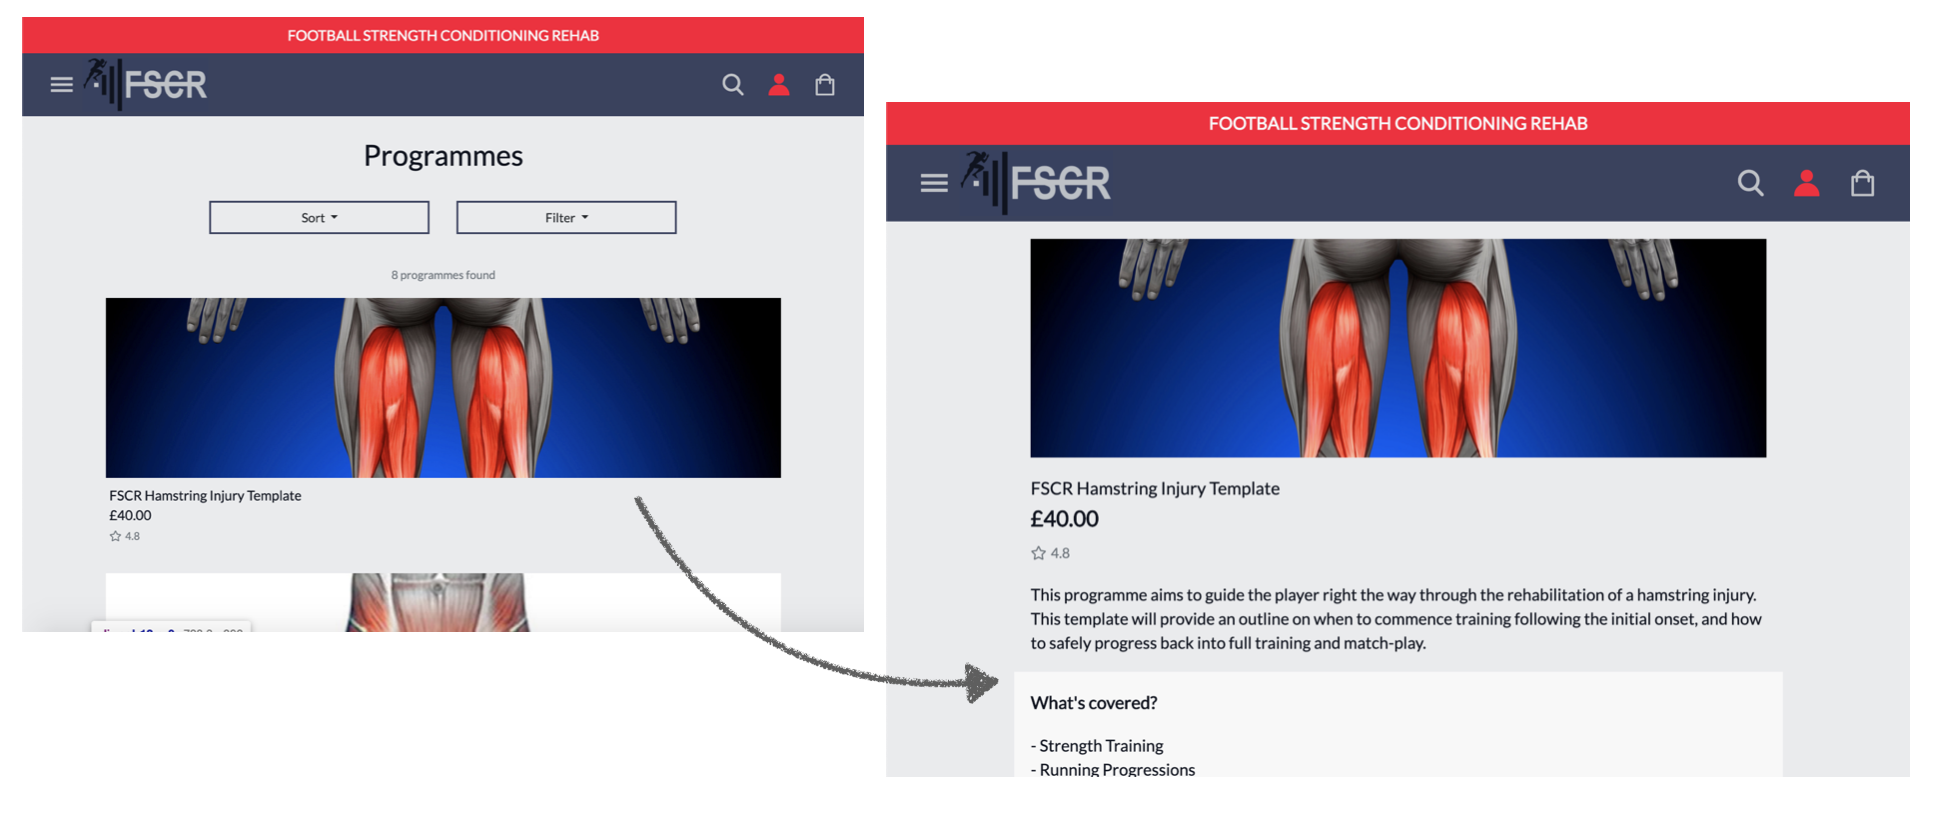 FOOTBALL STRENGTH CONDITIONING REHAB
FSCR
Programmes
Sort
Filter
8 programmes found
FSCR Hamstring Injury Template
£40.00
4.8
FOOTBALL STRENGTH CONDITIONING REHAB
FSCR
FSCR Hamstring Injury Template
£40.00
4.8
This programme aims to guide the player right the way through the rehabilitation of a hamstring injury.
This template will provide an outline on when to commence training following the initial onset, and how
to safely progress back into full training and match-play.
What's covered?
- Strength Training
- Running Progressions